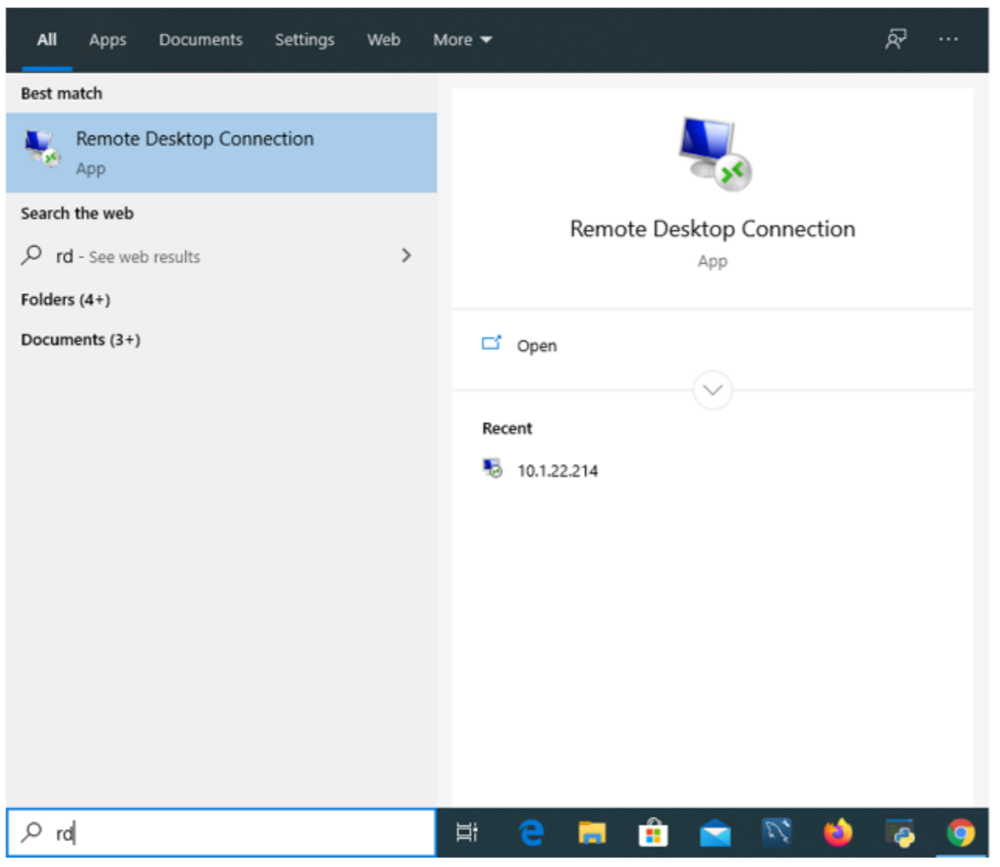 All Apps Documents Settings Web More
Best match
Remote Desktop Connection
App
Search the web
rd - See web results
Folders (4+)
Documents (3+)
Remote Desktop Connection
App
Open
Recent
10.1.22.214
rd